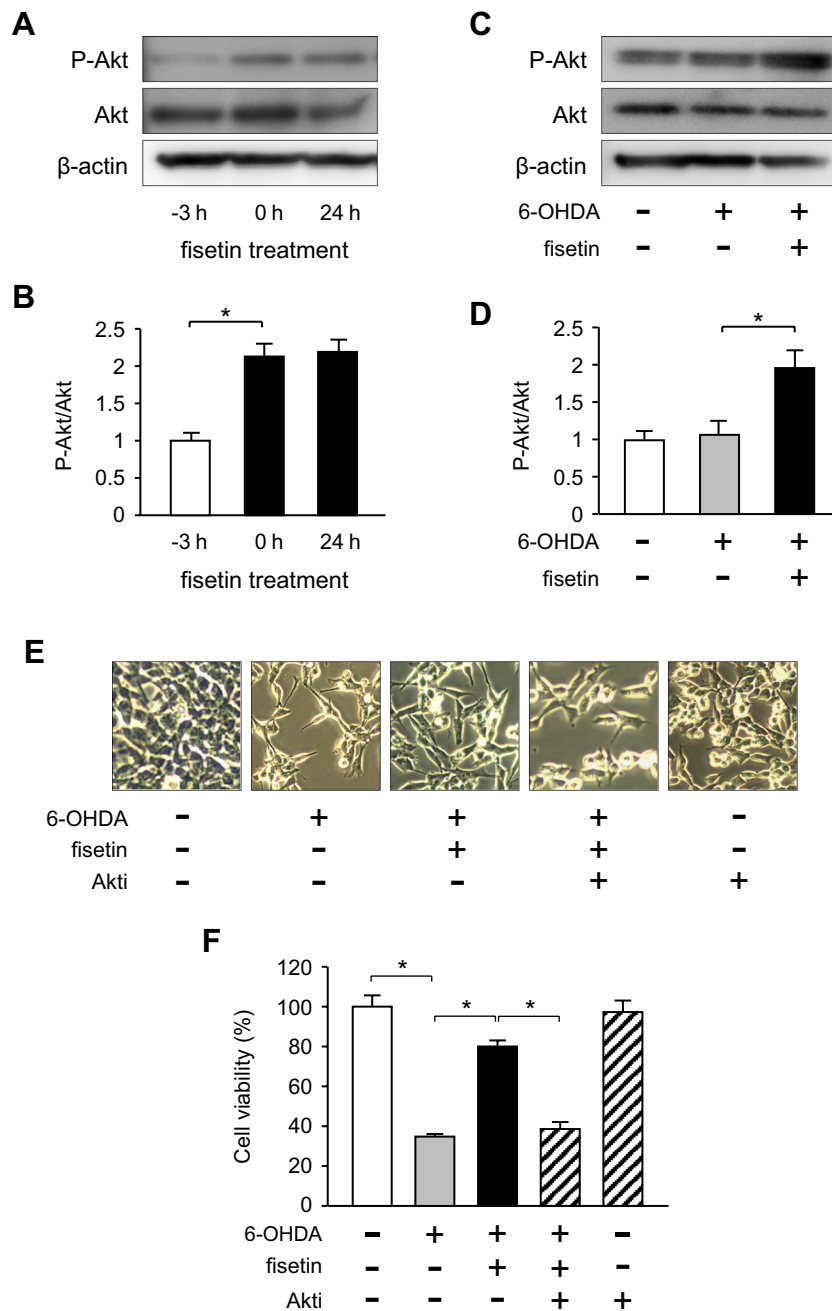 A
P-Akt
Akt
β-actin
-3 h 0 h 24 h
fisetin treatment
C
P-Akt
Akt
β-actin
6-OHDA - + +
fisetin - - +
B
*
P-Akt/Akt
2.5
2
1.5
1
0.5
0
-3 h 0 h 24 h
fisetin treatment
D
*
P-Akt/Akt
2.5
2
1.5
1
0.5
0
6-OHDA - + +
fisetin - - +
E
6-OHDA - + + + -
fisetin - - + + -
Akti - - - + +
F
* * *
Cell viability (%)
120
100
80
60
40
20
0
6-OHDA - + + + -
fisetin - - + + -
Akti - - - + +